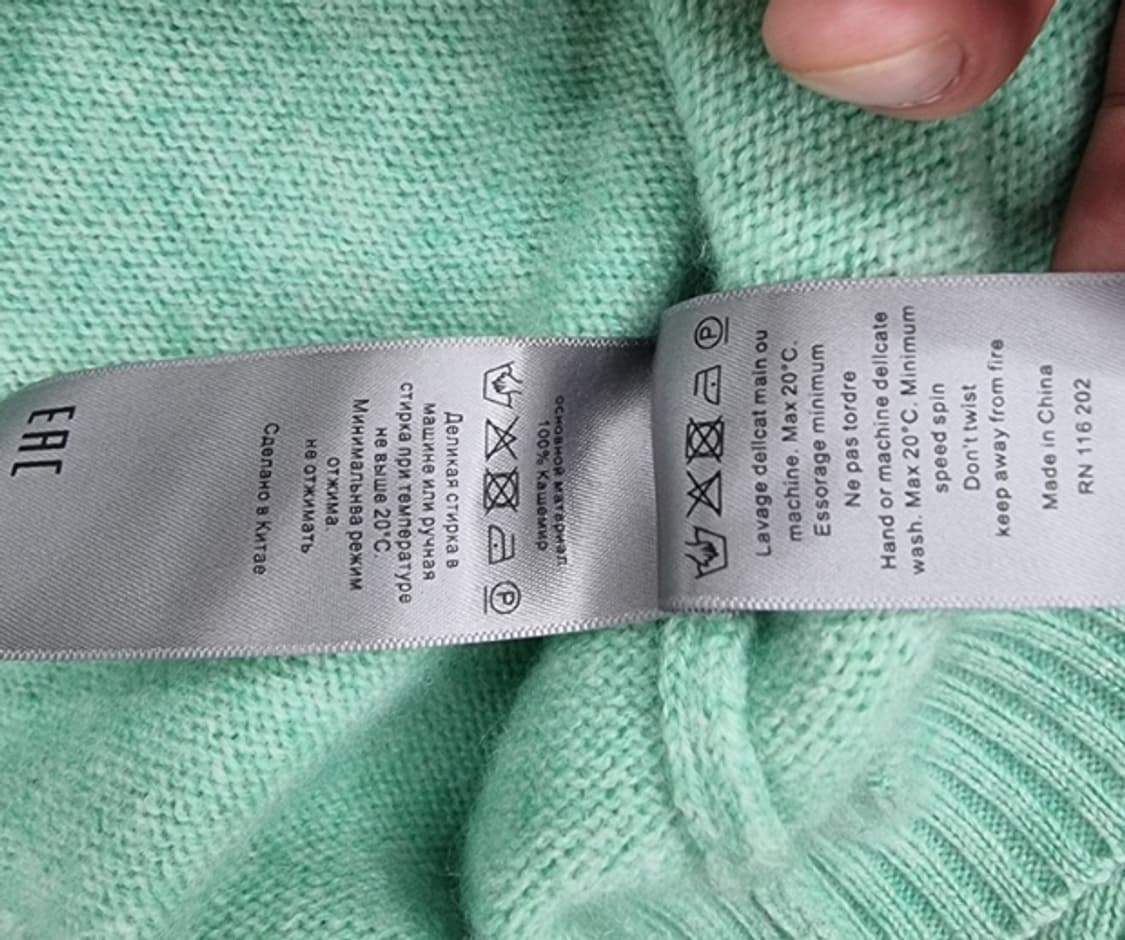 основной материал
100% Кашемир
P
Деликая стирка в
машине или ручная
стирка при температуре
не выше 20°С.
Минимальна режим
отжима.
не отжимать
Сделано в Китае
EAC
P
Lavage delicat main ou
machine. Max 20°C.
Essorage minimum
Ne pas tordre
Hand or machine delicate
wash. Max 20°C. Minimum
speed spin
Don't twist
keep away from fire
Made in China
RN 116 202